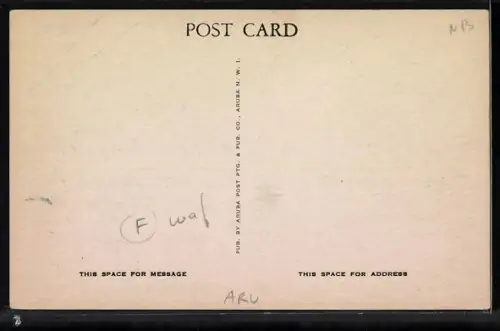 POST CARD
NB
PUB. BY ARUBA POST PTG. & PUB. CO., ARUBA N. W. I.
F
THIS SPACE FOR MESSAGE
THIS SPACE FOR ADDRESS
ARU